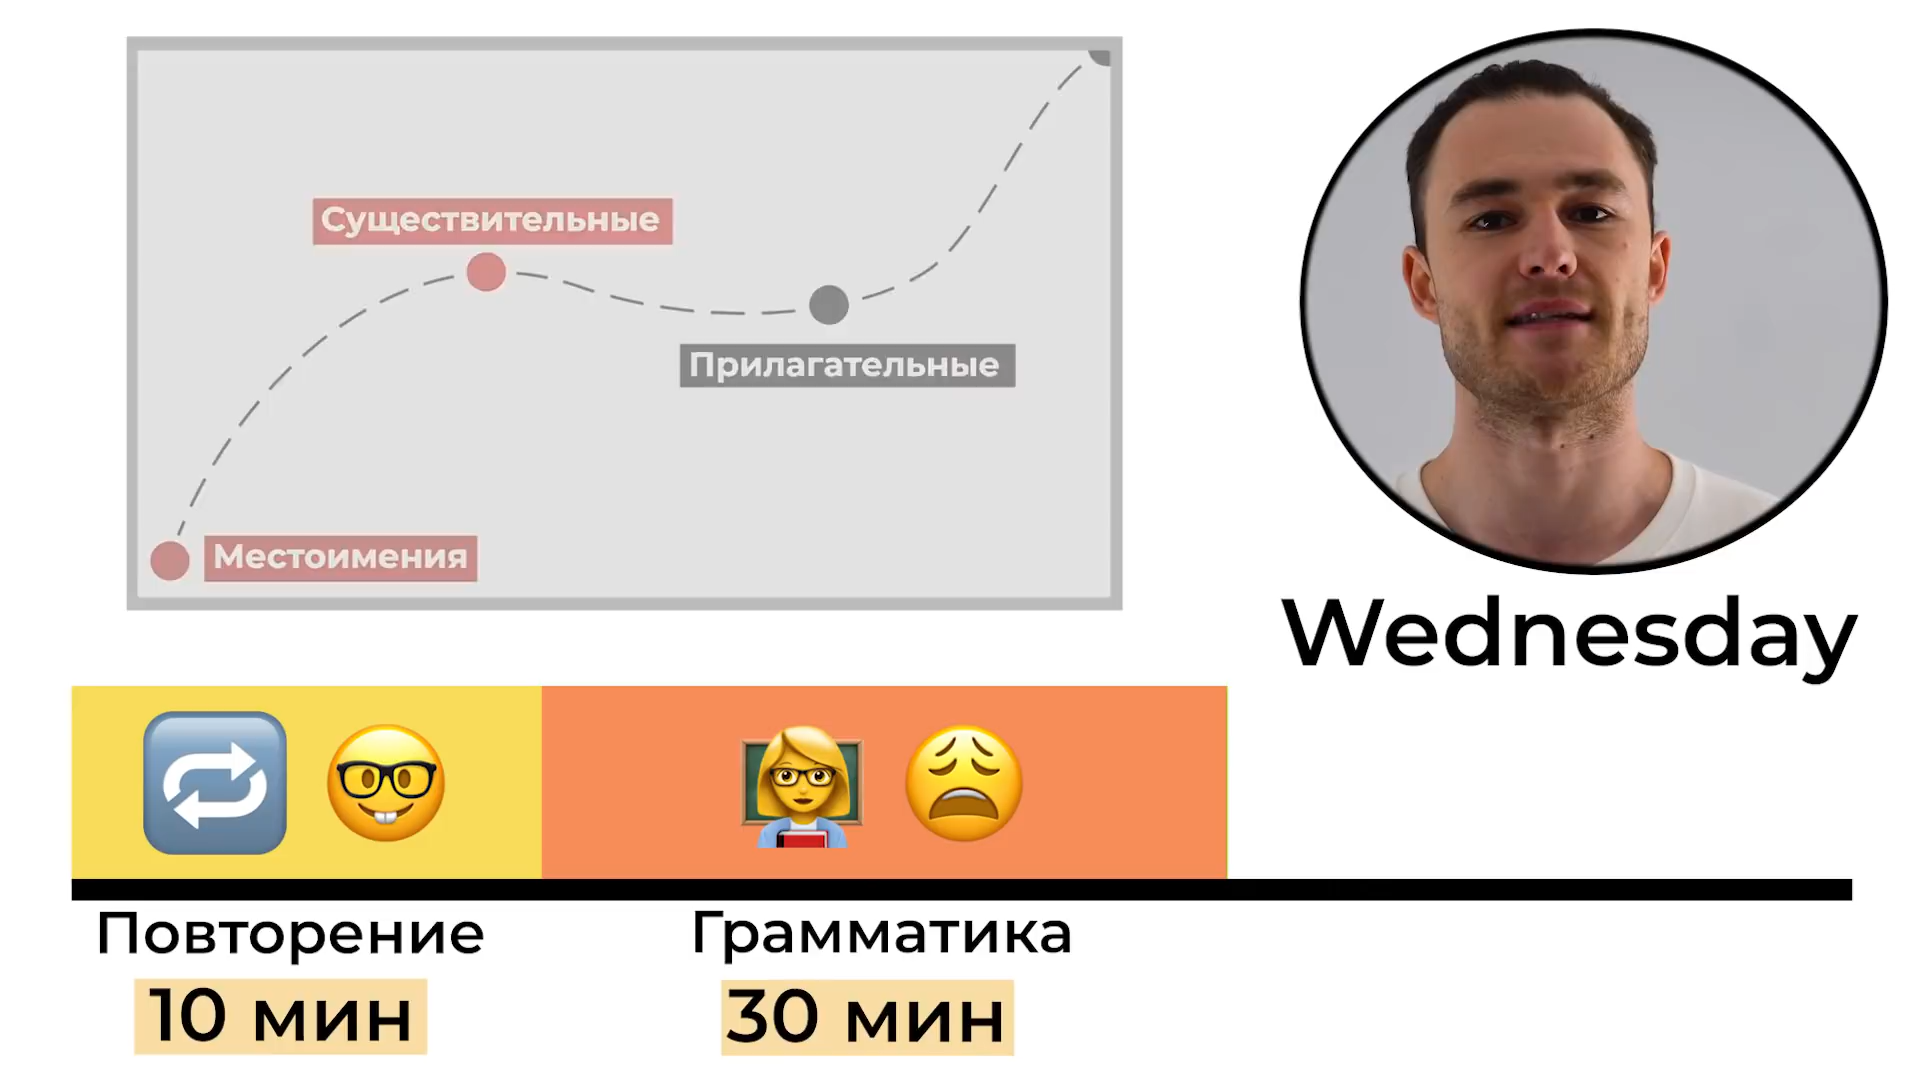 Существительные
Прилагательные
Местоимения
Wednesday
Повторение
10 мин
Грамматика
30 мин